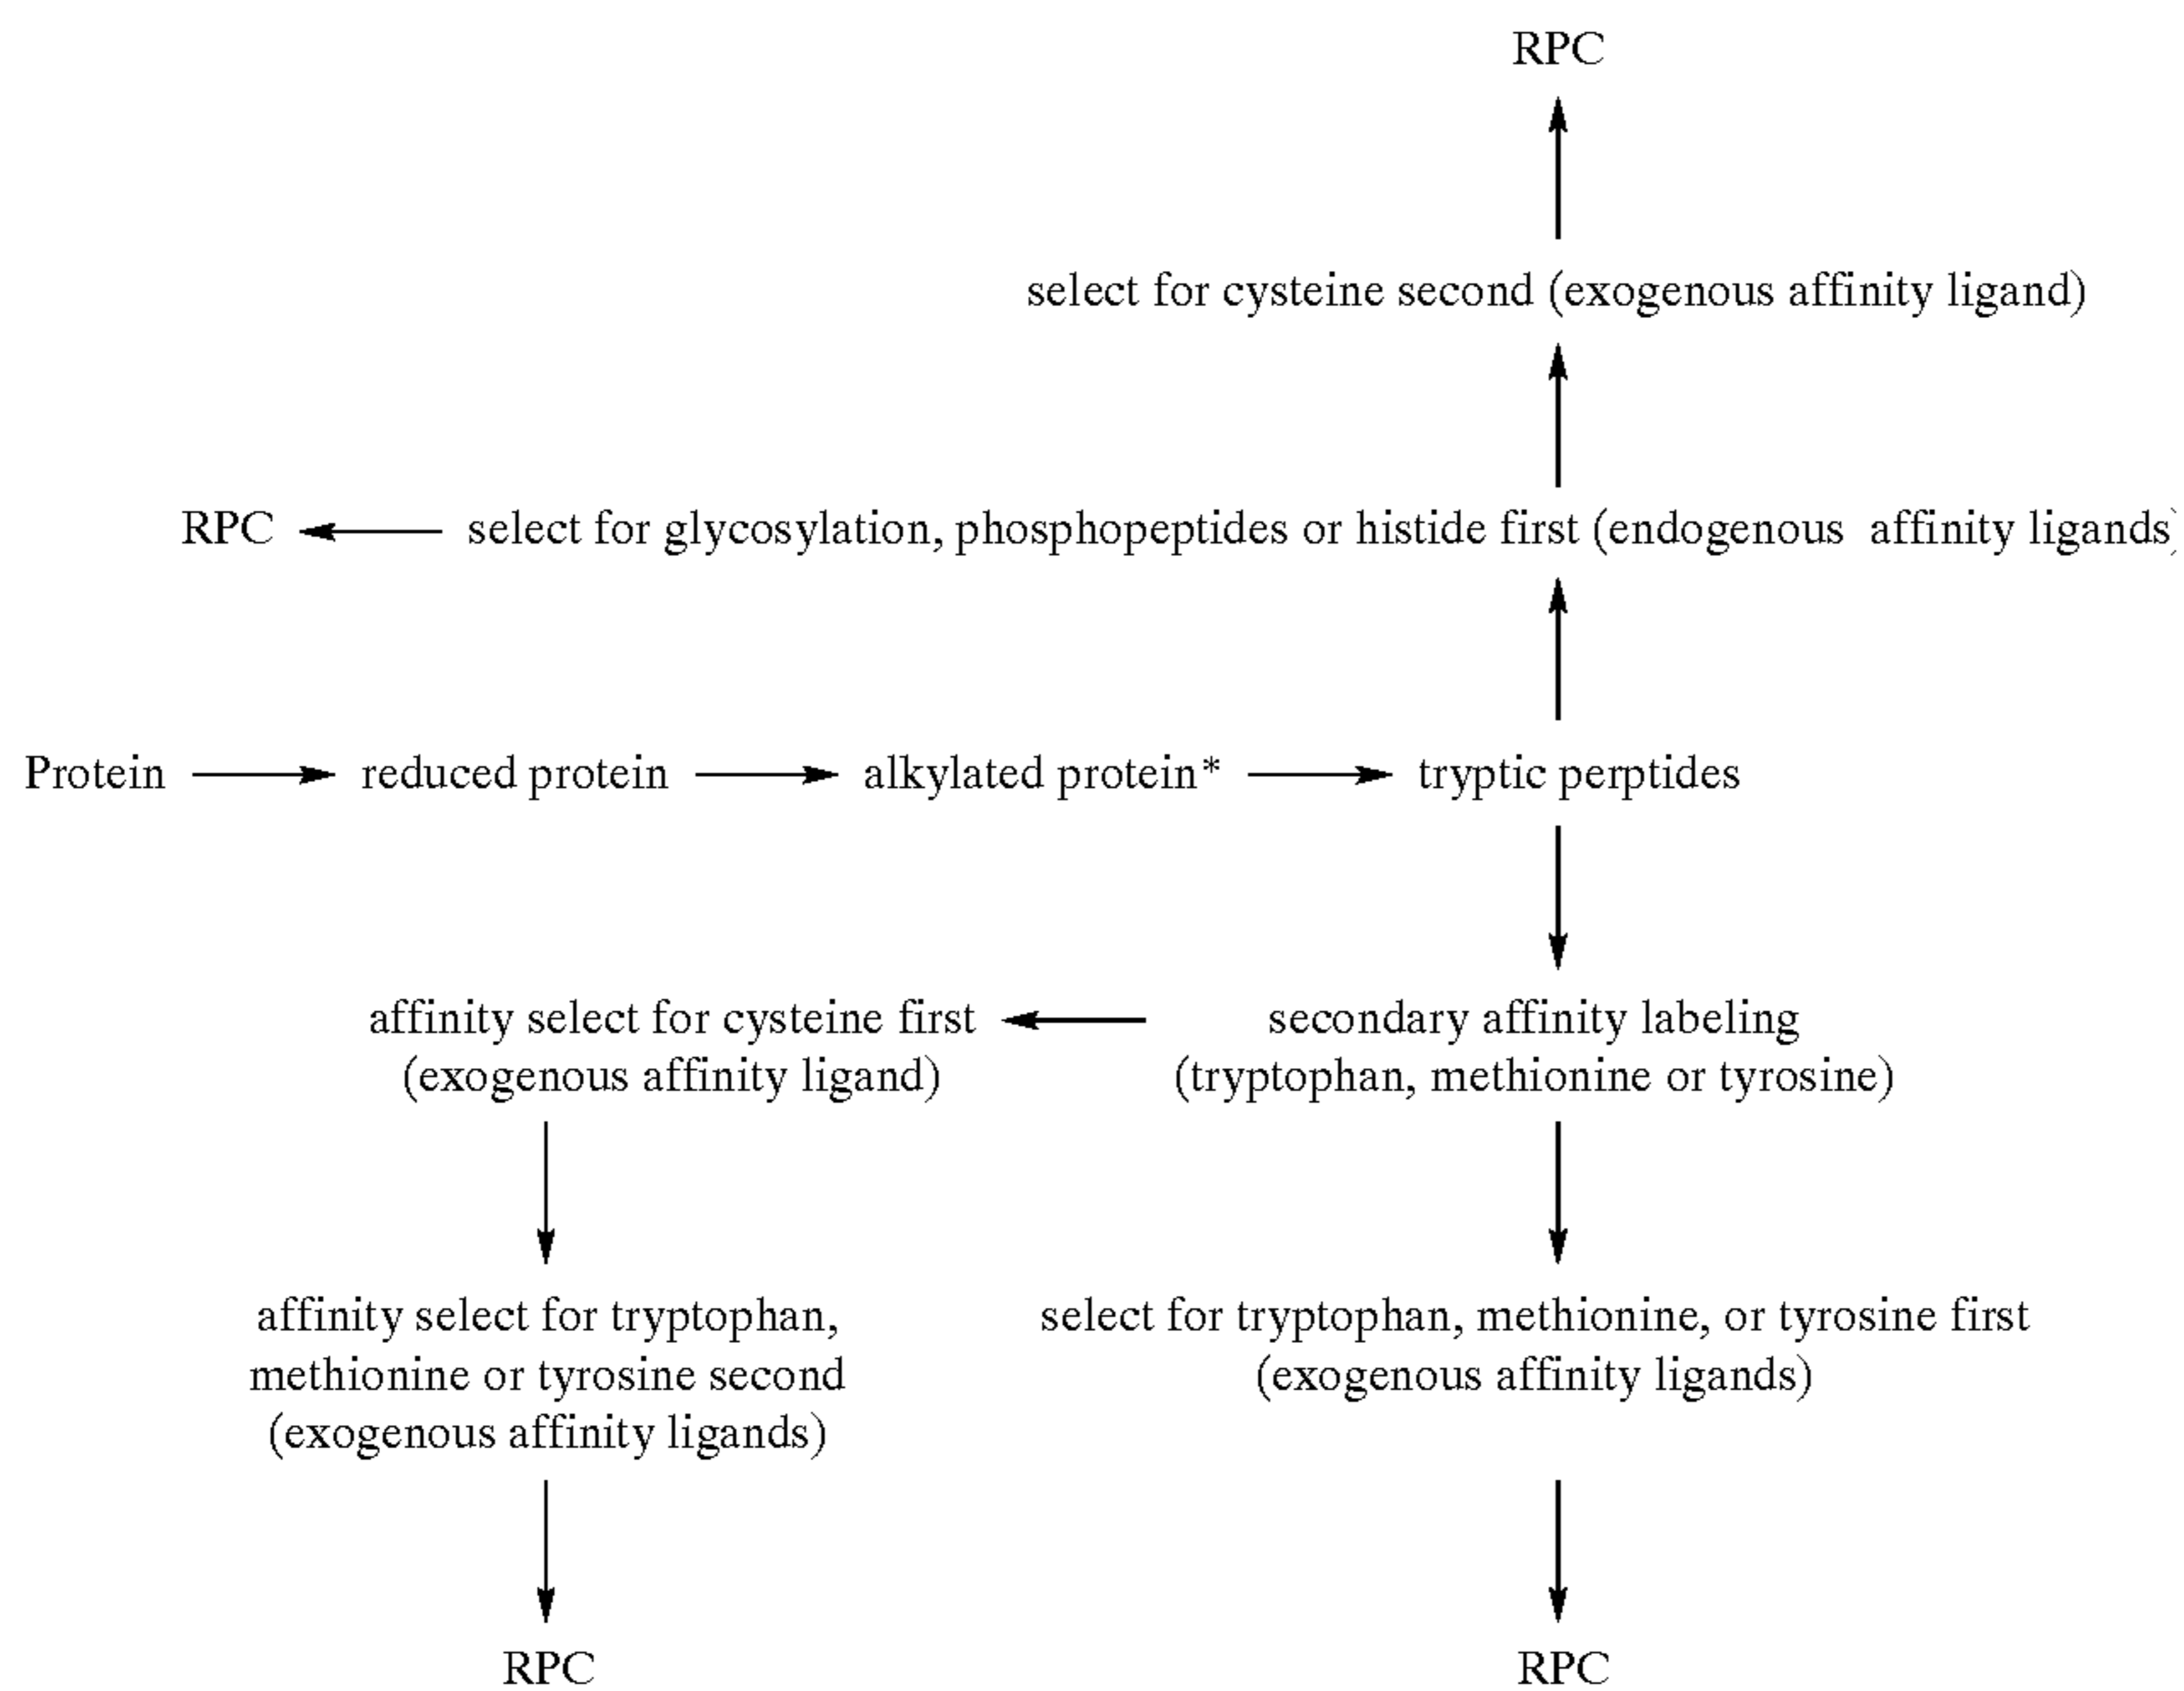 RPC
select for cysteine second (exogenous affinity ligand)
RPC
select for glycosylation, phosphopeptides or histide first (endogenous affinity ligands)
Protein
reduced protein
alkylated protein*
tryptic perptides
affinity select for cysteine first
(exogenous affinity ligand)
secondary affinity labeling
(tryptophan, methionine or tyrosine)
affinity select for tryptophan,
methionine or tyrosine second
(exogenous affinity ligands)
select for tryptophan, methionine, or tyrosine first
(exogenous affinity ligands)
RPC
RPC